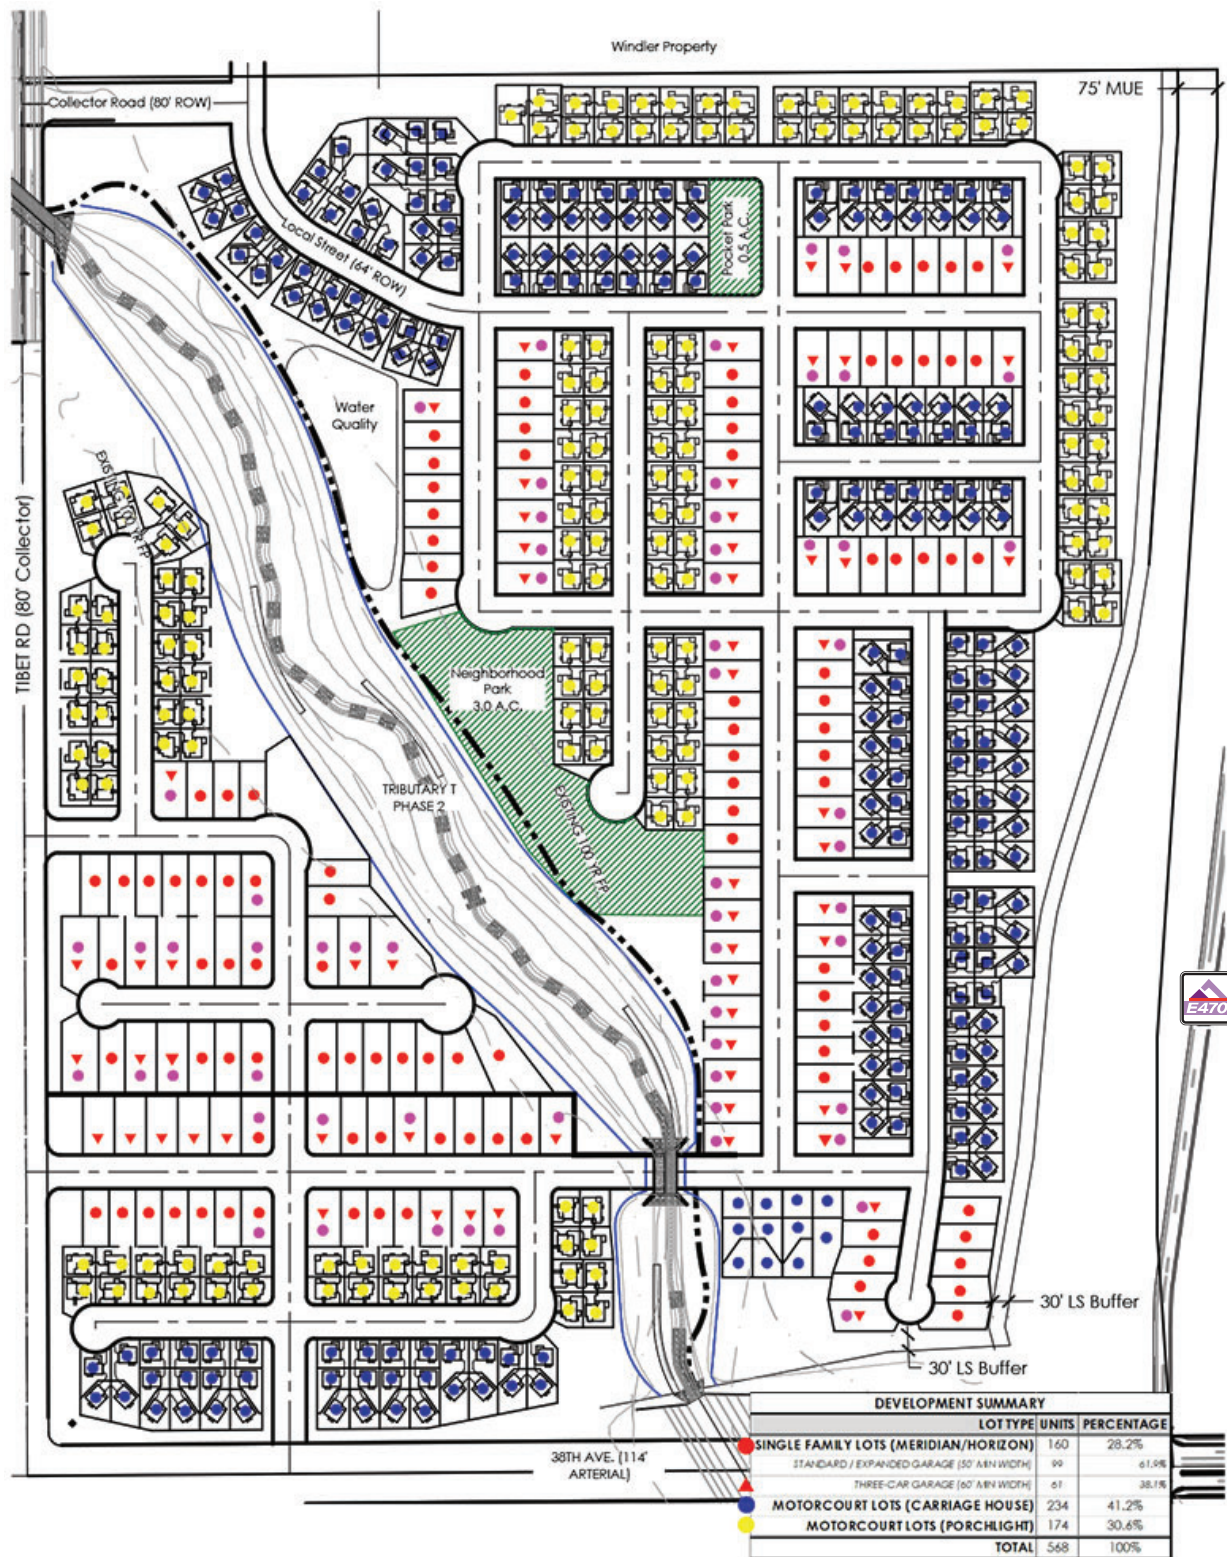 Windler Property
75' MUE
Collector Road (80' ROW)
Local Street (64' ROW)
Pocket Park
0.5 A.C.
Water
Quality
EXISTING 100 YR FP
TIBET RD (80' Collector)
Neighborhood
Park
3.0 A.C.
TRIBUTARY T
PHASE 2
EXISTING 100 YR FP
E470
30' LS Buffer
30' LS Buffer
38TH AVE. (114'
ARTERIAL)
DEVELOPMENT SUMMARY
LOT TYPE UNITS PERCENTAGE
SINGLE FAMILY LOTS (MERIDIAN/HORIZON) 160 28.2%
STANDARD / EXPANDED GARAGE (50' MIN WIDTH) 99 61.9%
THREE-CAR GARAGE (60' MIN WIDTH) 61 38.1%
MOTORCOURT LOTS (CARRIAGE HOUSE) 234 41.2%
MOTORCOURT LOTS (PORCHLIGHT) 174 30.6%
TOTAL 568 100%